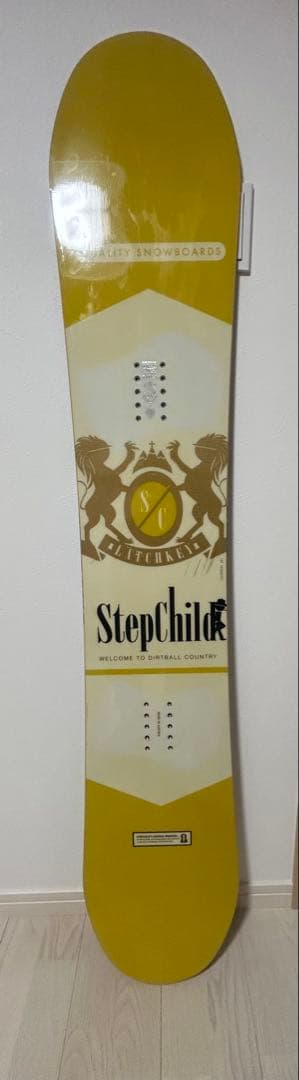 QUALITY SNOWBOARDS
S
C
LATCHKEY
StepChild
WELCOME TO DIRTBALL COUNTRY